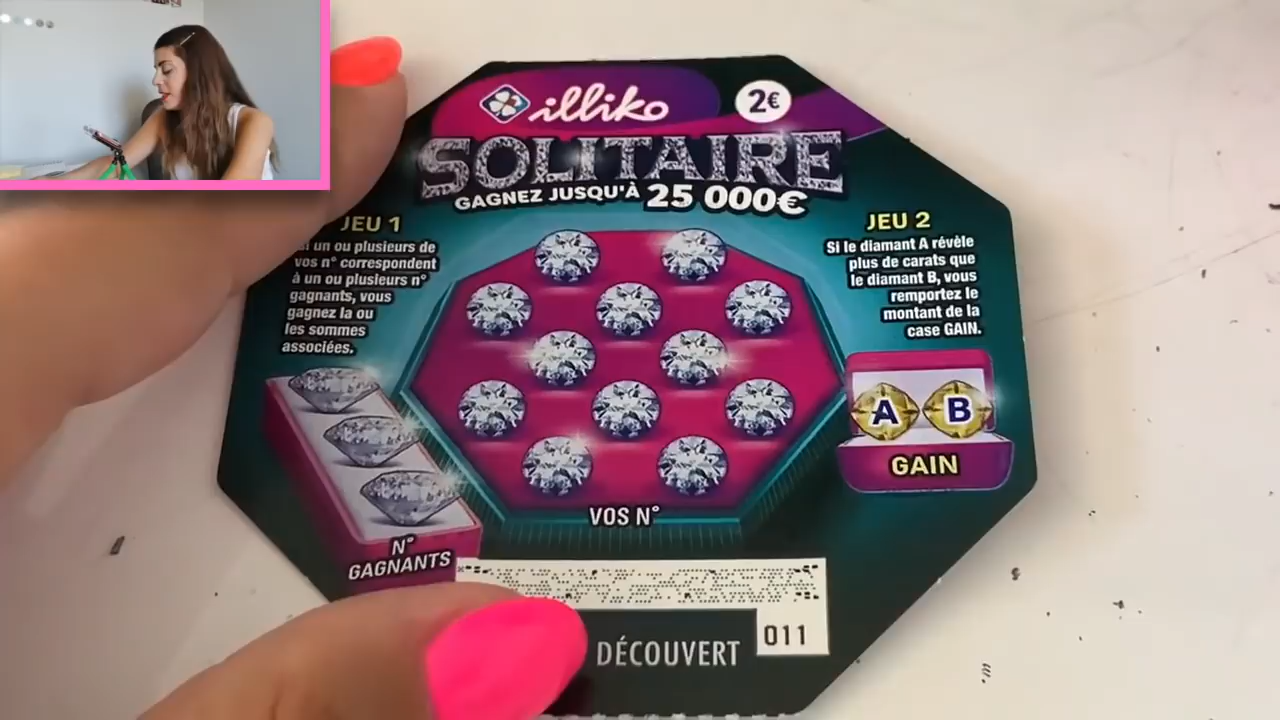 illiko
2€
SOLITAIRE
GAGNEZ JUSQU'À 25 000€
JEU 1
un ou plusieurs de
vos n° correspondent
à un ou plusieurs n°
gagnants, vous
gagnez la ou
les sommes
associées.
JEU 2
Si le diamant A révèle
plus de carats que
le diamant B, vous
remportez le
montant de la
case GAIN.
A B
GAIN
VOS N°
N°
GAGNANTS
DÉCOUVERT
011